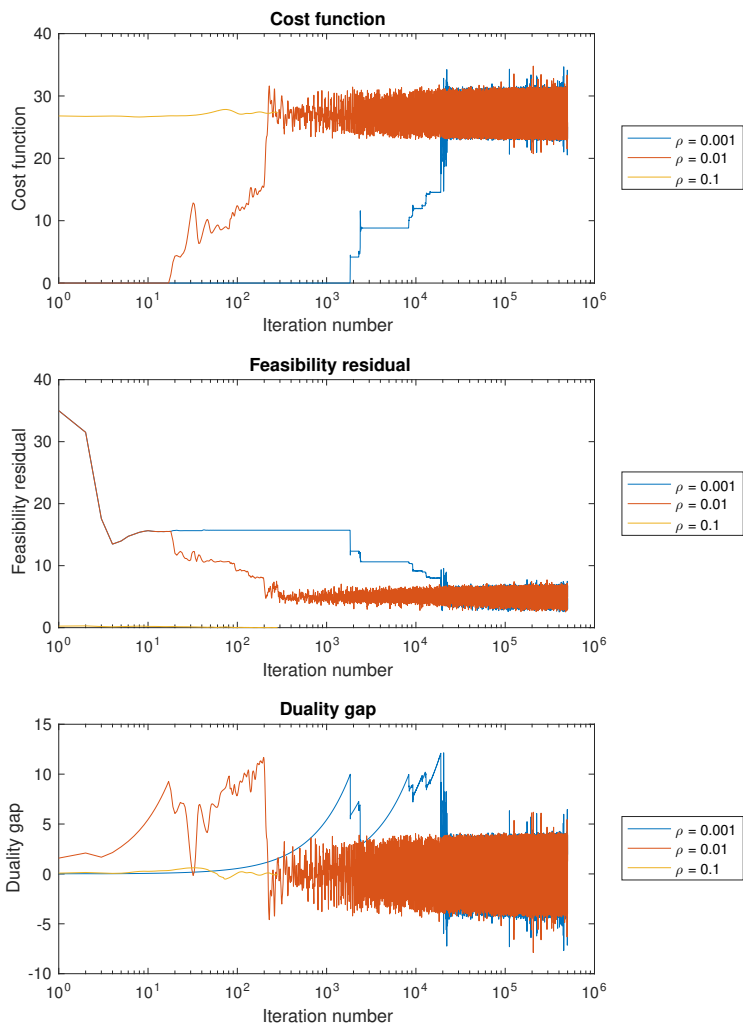 Cost function
40
30
20
10
0
Cost function
10^0 10^1 10^2 10^3 10^4 10^5 10^6
Iteration number
ρ = 0.001
ρ = 0.01
ρ = 0.1
Feasibility residual
40
30
20
10
0
Feasibility residual
10^0 10^1 10^2 10^3 10^4 10^5 10^6
Iteration number
ρ = 0.001
ρ = 0.01
ρ = 0.1
Duality gap
15
10
5
0
-5
-10
Duality gap
10^0 10^1 10^2 10^3 10^4 10^5 10^6
Iteration number
ρ = 0.001
ρ = 0.01
ρ = 0.1